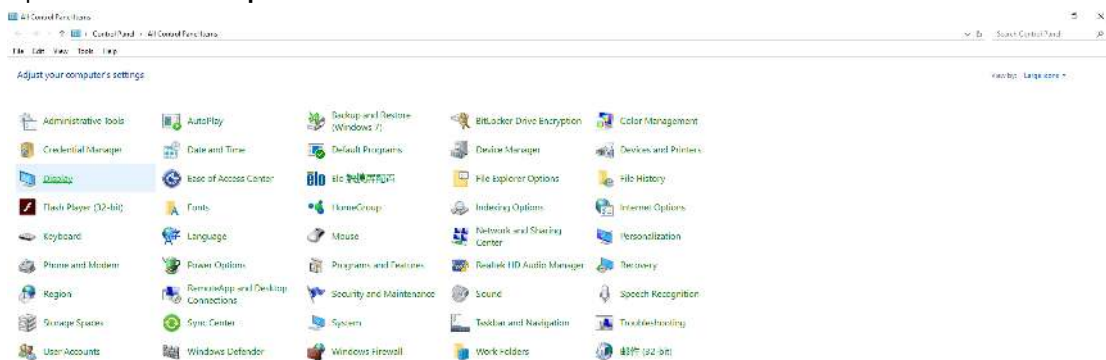 All Control Panel Items
Control Panel › All Control Panel Items
Search Control Panel
File Edit View Tools Help
Adjust your computer's settings
View by: Large icons
Administrative Tools
AutoPlay
Backup and Restore
(Windows 7)
BitLocker Drive Encryption
Color Management
Credential Manager
Date and Time
Default Programs
Device Manager
Devices and Printers
Display
Ease of Access Center
elo
Elo
File Explorer Options
File History
Flash Player (32-bit)
Fonts
HomeGroup
Indexing Options
Internet Options
Keyboard
Language
Mouse
Network and Sharing
Center
Personalization
Phone and Modem
Power Options
Programs and Features
Realtek HD Audio Manager
Recovery
Region
RemoteApp and Desktop
Connections
Security and Maintenance
Sound
Speech Recognition
Storage Spaces
Sync Center
System
Taskbar and Navigation
Troubleshooting
User Accounts
Windows Defender
Windows Firewall
Work Folders
邮件 (32-bit)